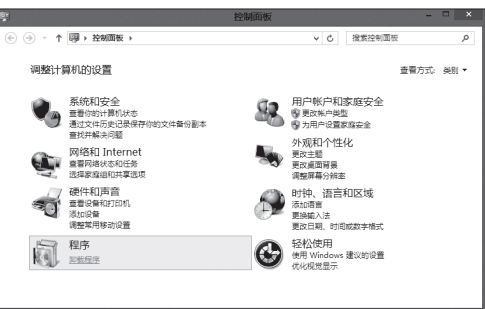 控制面板
控制面板
搜索控制面板
调整计算机的设置
查看方式: 类别
系统和安全
查看你的计算机状态
通过文件历史记录保存你的文件备份副本
查找并解决问题
网络和 Internet
查看网络状态和任务
选择家庭组和共享选项
硬件和声音
查看设备和打印机
添加设备
调整常用移动设置
程序
卸载程序
用户帐户和家庭安全
更改帐户类型
为用户设置家庭安全
外观和个性化
更改主题
更改桌面背景
调整屏幕分辨率
时钟、语言和区域
添加语言
更换输入法
更改日期、时间或数字格式
轻松使用
使用 Windows 建议的设置
优化视觉显示